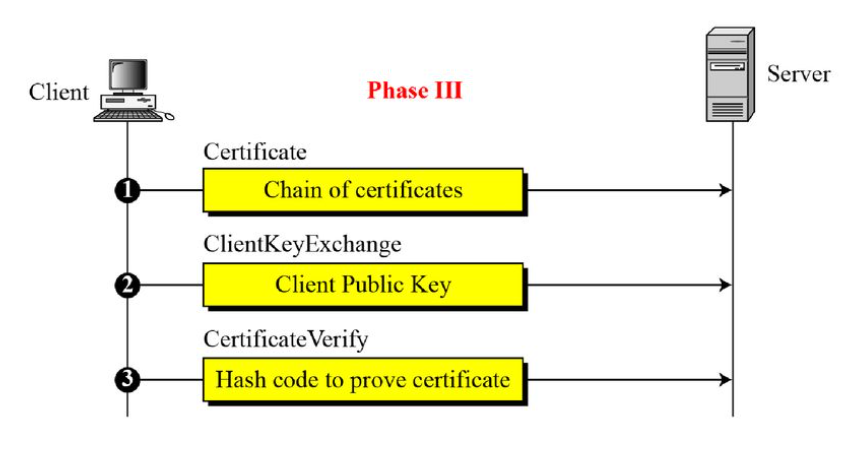 Client
Phase III
Server
Certificate
1
Chain of certificates
ClientKeyExchange
2
Client Public Key
CertificateVerify
3
Hash code to prove certificate